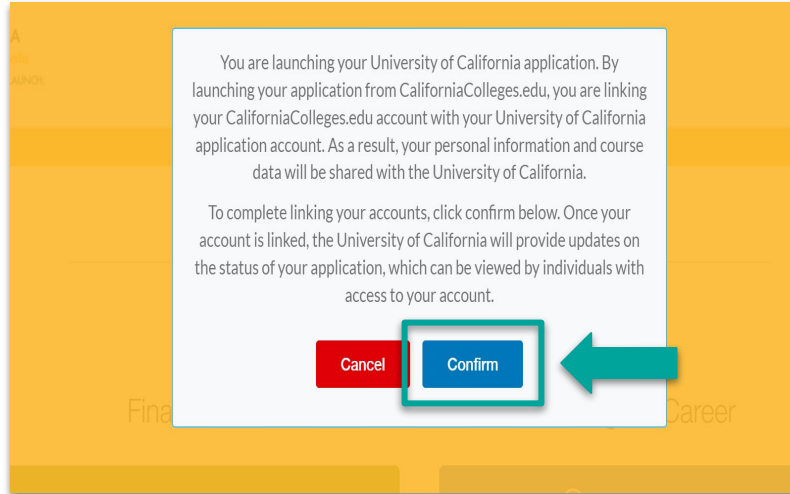 A
edu
LAUNCH.
You are launching your University of California application. By
launching your application from CaliforniaColleges.edu, you are linking
your CaliforniaColleges.edu account with your University of California
application account. As a result, your personal information and course
data will be shared with the University of California.
To complete linking your accounts, click confirm below. Once your
account is linked, the University of California will provide updates on
the status of your application, which can be viewed by individuals with
access to your account.
Cancel Confirm
Fina Career